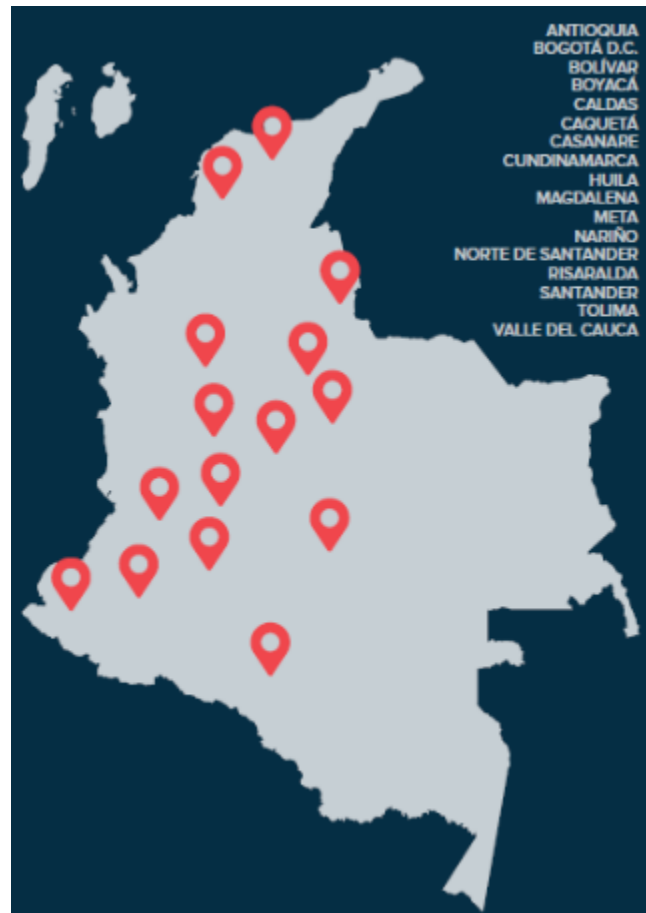 ANTIOQUIA
BOGOTÁ D.C.
BOLÍVAR
BOYACÁ
CALDAS
CAQUETÁ
CASANARE
CUNDINAMARCA
HUILA
MAGDALENA
META
NARIÑO
NORTE DE SANTANDER
RISARALDA
SANTANDER
TOLIMA
VALLE DEL CAUCA